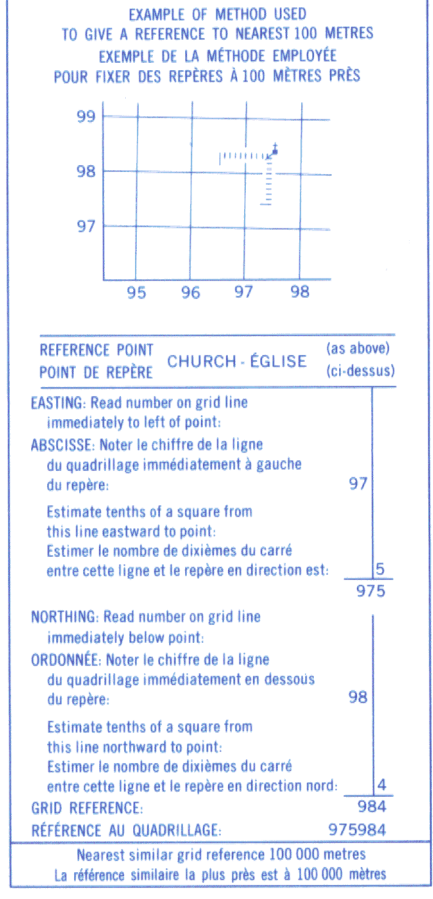 EXAMPLE OF METHOD USED
TO GIVE A REFERENCE TO NEAREST 100 METRES
EXEMPLE DE LA MÉTHODE EMPLOYÉE
POUR FIXER DES REPÈRES À 100 MÈTRES PRÈS
99
98
97
95 96 97 98
REFERENCE POINT CHURCH - ÉGLISE (as above)
POINT DE REPÈRE (ci-dessus)
EASTING: Read number on grid line
immediately to left of point:
ABSCISSE: Noter le chiffre de la ligne
du quadrillage immédiatement à gauche
du repère: 97
Estimate tenths of a square from
this line eastward to point:
Estimer le nombre de dixièmes du carré
entre cette ligne et le repère en direction est: 5
975
NORTHING: Read number on grid line
immediately below point:
ORDONNÉE: Noter le chiffre de la ligne
du quadrillage immédiatement en dessous
du repère: 98
Estimate tenths of a square from
this line northward to point:
Estimer le nombre de dixièmes du carré
entre cette ligne et le repère en direction nord: 4
GRID REFERENCE: 984
RÉFÉRENCE AU QUADRILLAGE: 975984
Nearest similar grid reference 100 000 metres
La référence similaire la plus près est à 100 000 mètres